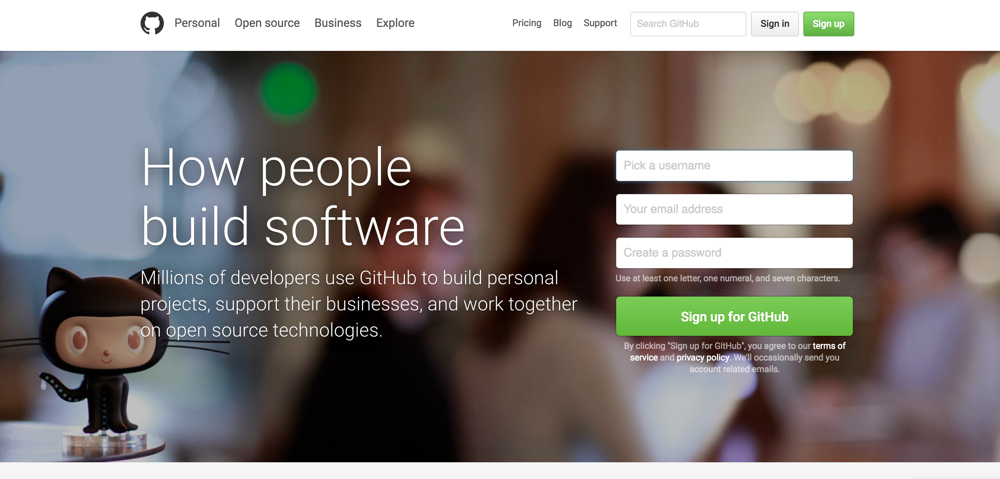 Personal Open source Business Explore Pricing Blog Support Search GitHub Sign in Sign up
How people
build software
Millions of developers use GitHub to build personal
projects, support their businesses, and work together
on open source technologies.
Pick a username
Your email address
Create a password
Use at least one letter, one numeral, and seven characters.
Sign up for GitHub
By clicking "Sign up for GitHub", you agree to our terms of
service and privacy policy. We'll occasionally send you
account related emails.